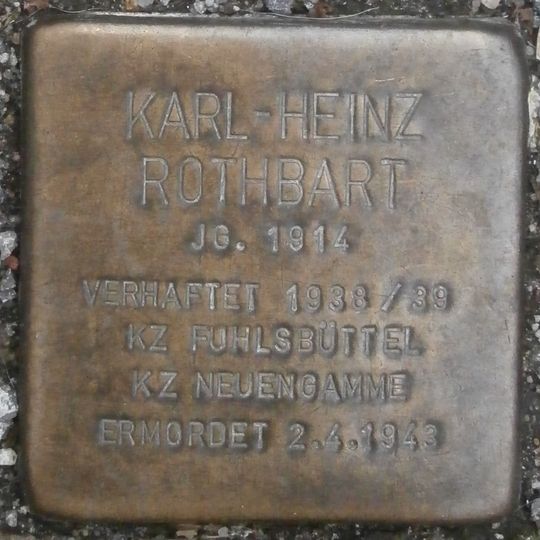 KARL-HEINZ
ROTHBART
JG. 1914
VERHAFTET 1938/39
KZ FUHLSBÜTTEL
KZ NEUENGAMME
ERMORDET 2.4.1943